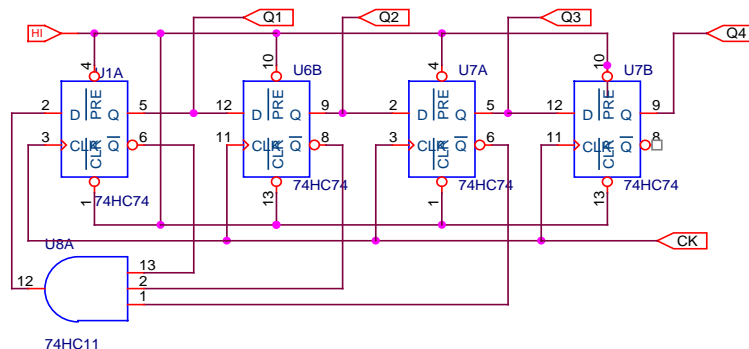 HI
Q1
Q2
Q3
Q4
4
U1A
10
U6B
4
U7A
10
U7B
2
D
PRE
Q
5
12
D
PRE
Q
9
2
D
PRE
Q
5
12
D
PRE
Q
9
3
CLK
CLR
Q
6
11
CLK
CLR
Q
8
3
CLK
CLR
Q
6
11
CLK
CLR
Q
8
1
74HC74
13
74HC74
1
74HC74
13
74HC74
CK
U8A
12
13
2
1
74HC11